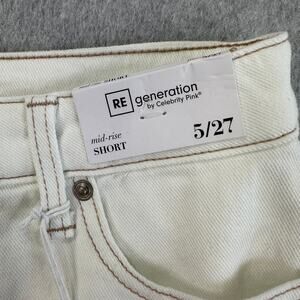 RE generation
by Celebrity Pink®
mid-rise
SHORT
5/27